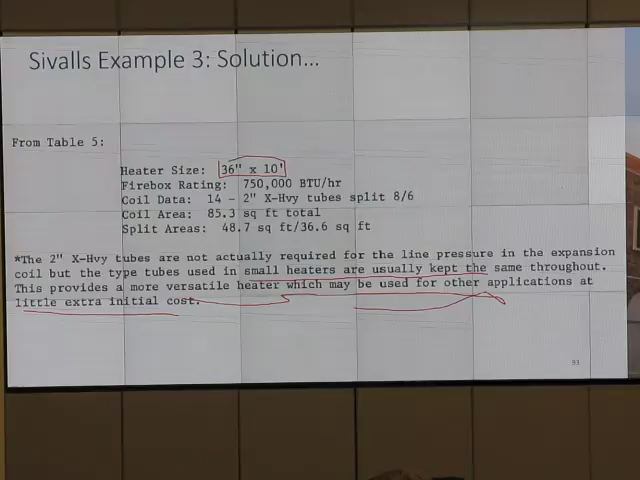 Sivalls Example 3: Solution...
From Table 5:
Heater Size: 36" x 10'
Firebox Rating: 750,000 BTU/hr
Coil Data: 14 - 2" X-Hvy tubes split 8/6
Coil Area: 85.3 sq ft total
Split Areas: 48.7 sq ft/36.6 sq ft
*The 2" X-Hvy tubes are not actually required for the line pressure in the expansion
coil but the type tubes used in small heaters are usually kept the same throughout.
This provides a more versatile heater which may be used for other applications at
little extra initial cost.
93